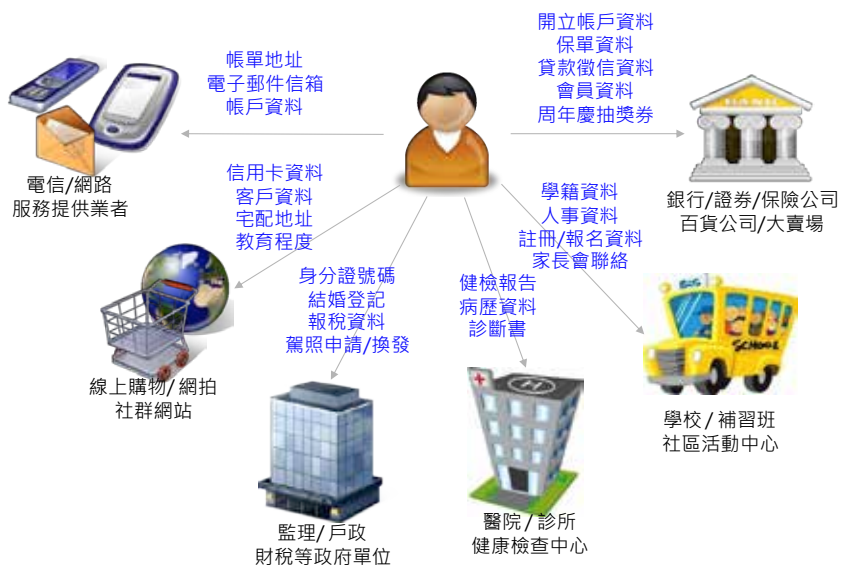 開立帳戶資料
保單資料
貸款徵信資料
會員資料
周年慶抽獎券
帳單地址
電子郵件信箱
帳戶資料
BANK
電信/網路
服務提供業者
銀行/證券/保險公司
百貨公司/大賣場
信用卡資料
客戶資料
宅配地址
教育程度
學籍資料
人事資料
註冊/報名資料
家長會聯絡
身分證號碼
結婚登記
報稅資料
駕照申請/換發
健檢報告
病歷資料
診斷書
SCHOOL
H
線上購物/網拍
社群網站
學校/補習班
社區活動中心
監理/戶政
財稅等政府單位
醫院/診所
健康檢查中心